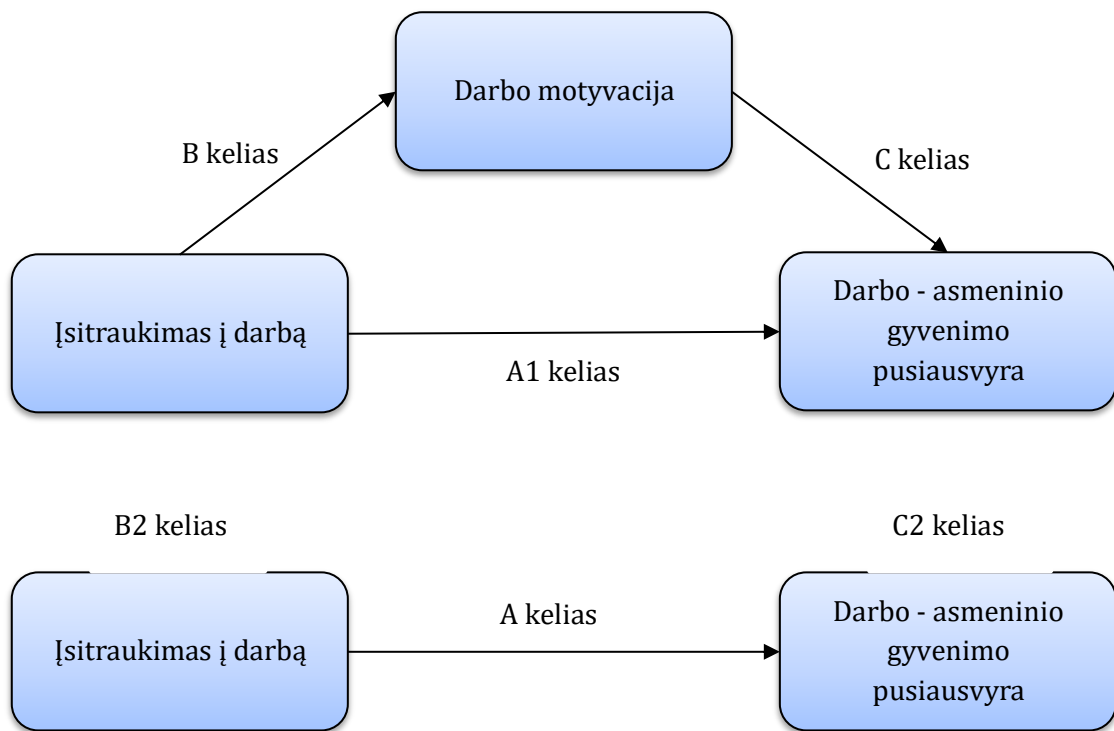 Darbo motyvacija
B kelias
C kelias
Įsitraukimas į darbą
A1 kelias
Darbo - asmeninio
gyvenimo
pusiausvyra
B2 kelias
C2 kelias
Įsitraukimas į darbą
A kelias
Darbo - asmeninio
gyvenimo
pusiausvyra